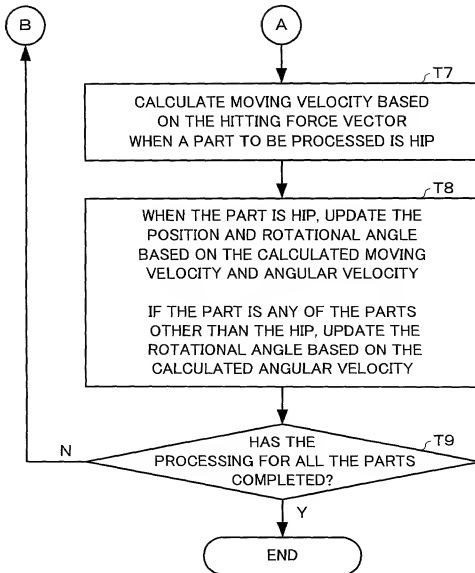 B
A
T7
CALCULATE MOVING VELOCITY BASED
ON THE HITTING FORCE VECTOR
WHEN A PART TO BE PROCESSED IS HIP
T8
WHEN THE PART IS HIP, UPDATE THE
POSITION AND ROTATIONAL ANGLE
BASED ON THE CALCULATED MOVING
VELOCITY AND ANGULAR VELOCITY
IF THE PART IS ANY OF THE PARTS
OTHER THAN THE HIP, UPDATE THE
ROTATIONAL ANGLE BASED ON THE
CALCULATED ANGULAR VELOCITY
T9
HAS THE
PROCESSING FOR ALL THE PARTS
COMPLETED?
N
Y
END